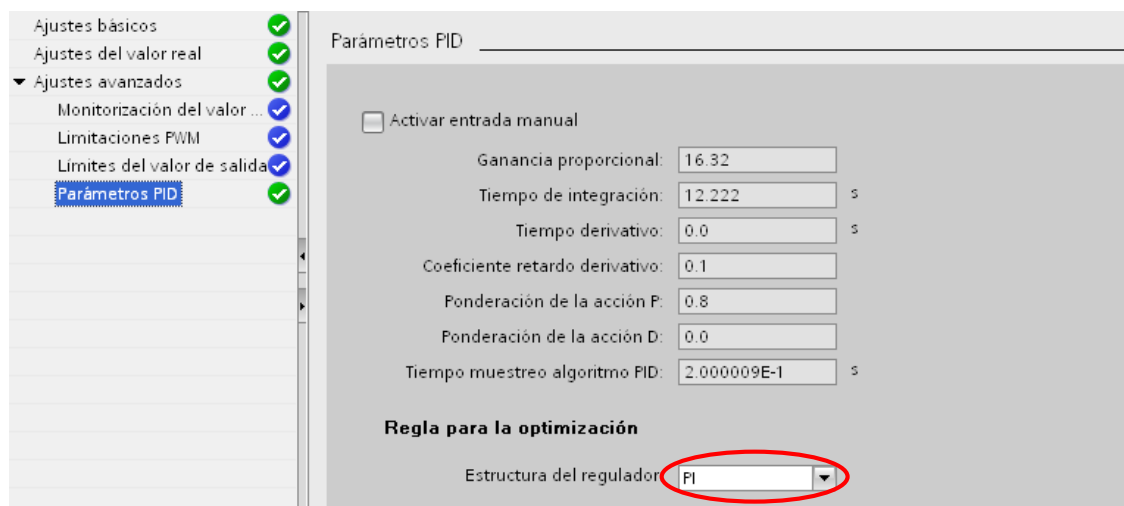 Ajustes básicos
Ajustes del valor real
Ajustes avanzados
Monitorización del valor ...
Limitaciones PWM
Límites del valor de salida
Parámetros PID
Parámetros PID
Activar entrada manual
Ganancia proporcional: 16.32
Tiempo de integración: 12.222 s
Tiempo derivativo: 0.0 s
Coeficiente retardo derivativo: 0.1
Ponderación de la acción P: 0.8
Ponderación de la acción D: 0.0
Tiempo muestreo algoritmo PID: 2.000009E-1 s
Regla para la optimización
Estructura del regulador PI